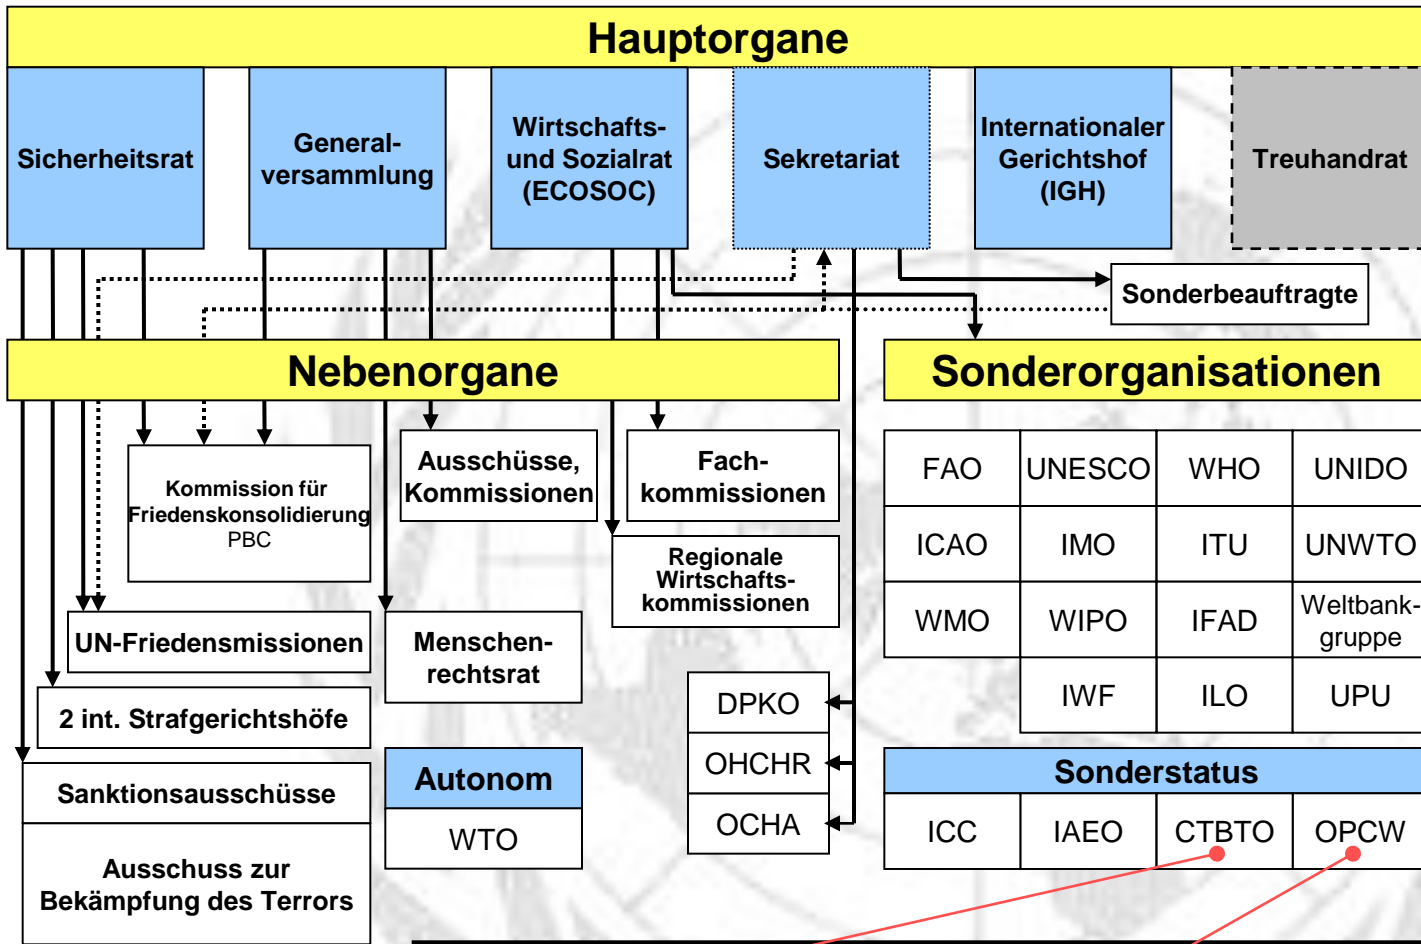 Hauptorgane
Sicherheitsrat
General-
versammlung
Wirtschafts-
und Sozialrat
(ECOSOC)
Sekretariat
Internationaler
Gerichtshof
(IGH)
Treuhandrat
Sonderbeauftragte
Nebenorgane
Sonderorganisationen
Kommission für
Friedenskonsolidierung
PBC
Ausschüsse,
Kommissionen
Fach-
kommissionen
Regionale
Wirtschafts-
kommissionen
UN-Friedensmissionen
Menschen-
rechtsrat
2 int. Strafgerichtshöfe
Sanktionsausschüsse
Ausschuss zur
Bekämpfung des Terrors
Autonom
WTO
DPKO
OHCHR
OCHA
FAO UNESCO WHO UNIDO
ICAO IMO ITU UNWTO
WMO WIPO IFAD Weltbank-
gruppe
IWF ILO UPU
Sonderstatus
ICC IAEO CTBTO OPCW